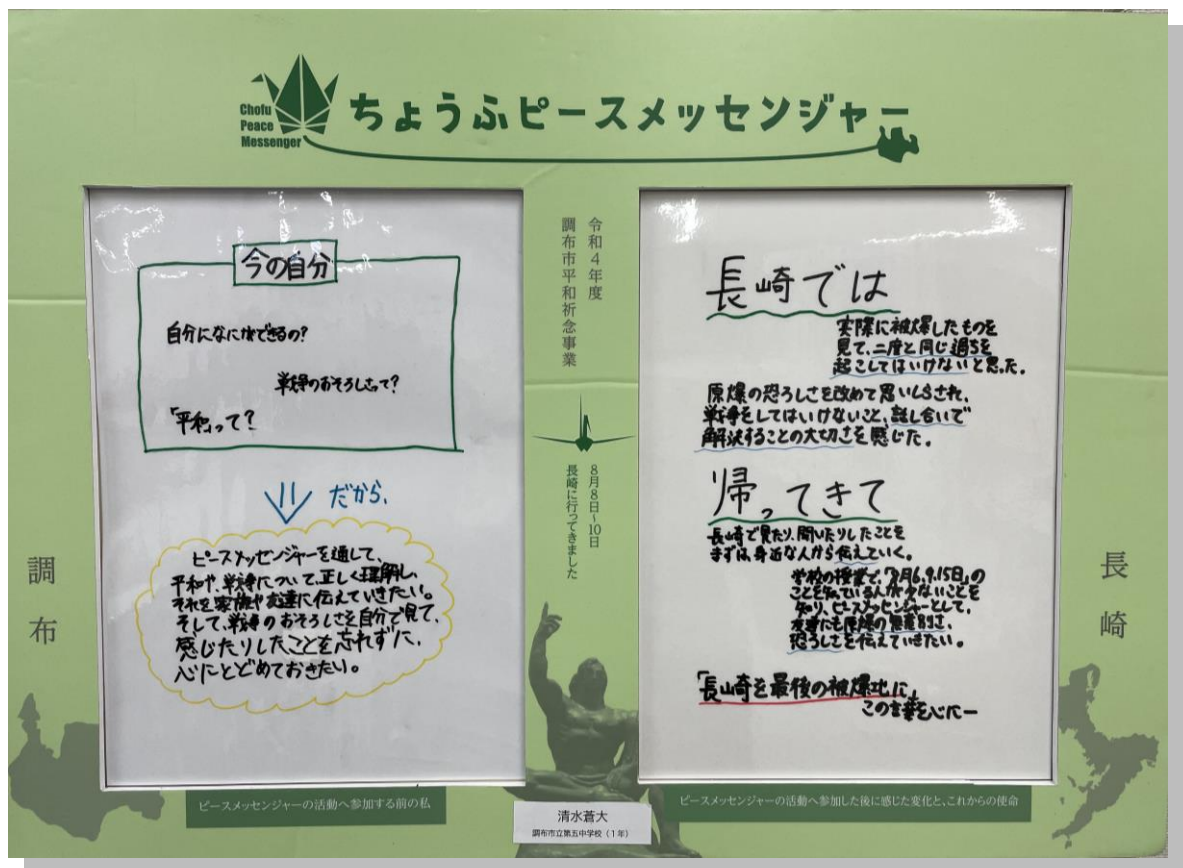 Chofu
Peace
Messenger
ちょうふピースメッセンジャー
今の自分
自分になにができるの?
戦争のおそろしさって?
「平和」って?
だから、
ピースメッセンジャーを通して、
平和や、戦争について、正しく理解し、
それを家族や友達に伝えていきたい。
そして、戦争のおそろしさを自分で見て、
感じたりしたことを忘れずに、
心にとどめておきたい。
令和4年度
調布市平和祈念事業
8月8日~10日
長崎に行ってきました
長崎では
実際に被爆したものを
見て、二度と同じ過ちを
起こしてはいけないと思った。
原爆の恐ろしさを改めて思いしらされ、
戦争をしてはいけないこと、話し合いで
解決することの大切さを感じた。
帰ってきて
長崎で見たり、聞いたりしたことを
まずは、身近な人から伝えていく。
学校の授業で、「8月6,9,15日」の
ことを知っている人が少ないことを
知り、ピースメッセンジャーとして、
友達にも原爆の
恐ろしさを伝えていきたい。
「長崎を最後の被爆地に」
この言葉を心に―
調布
長崎
ピースメッセンジャーの活動へ参加する前の私
清水蒼大
調布市立第五中学校(1年)
ピースメッセンジャーの活動へ参加した後に感じた変化と、これからの使命